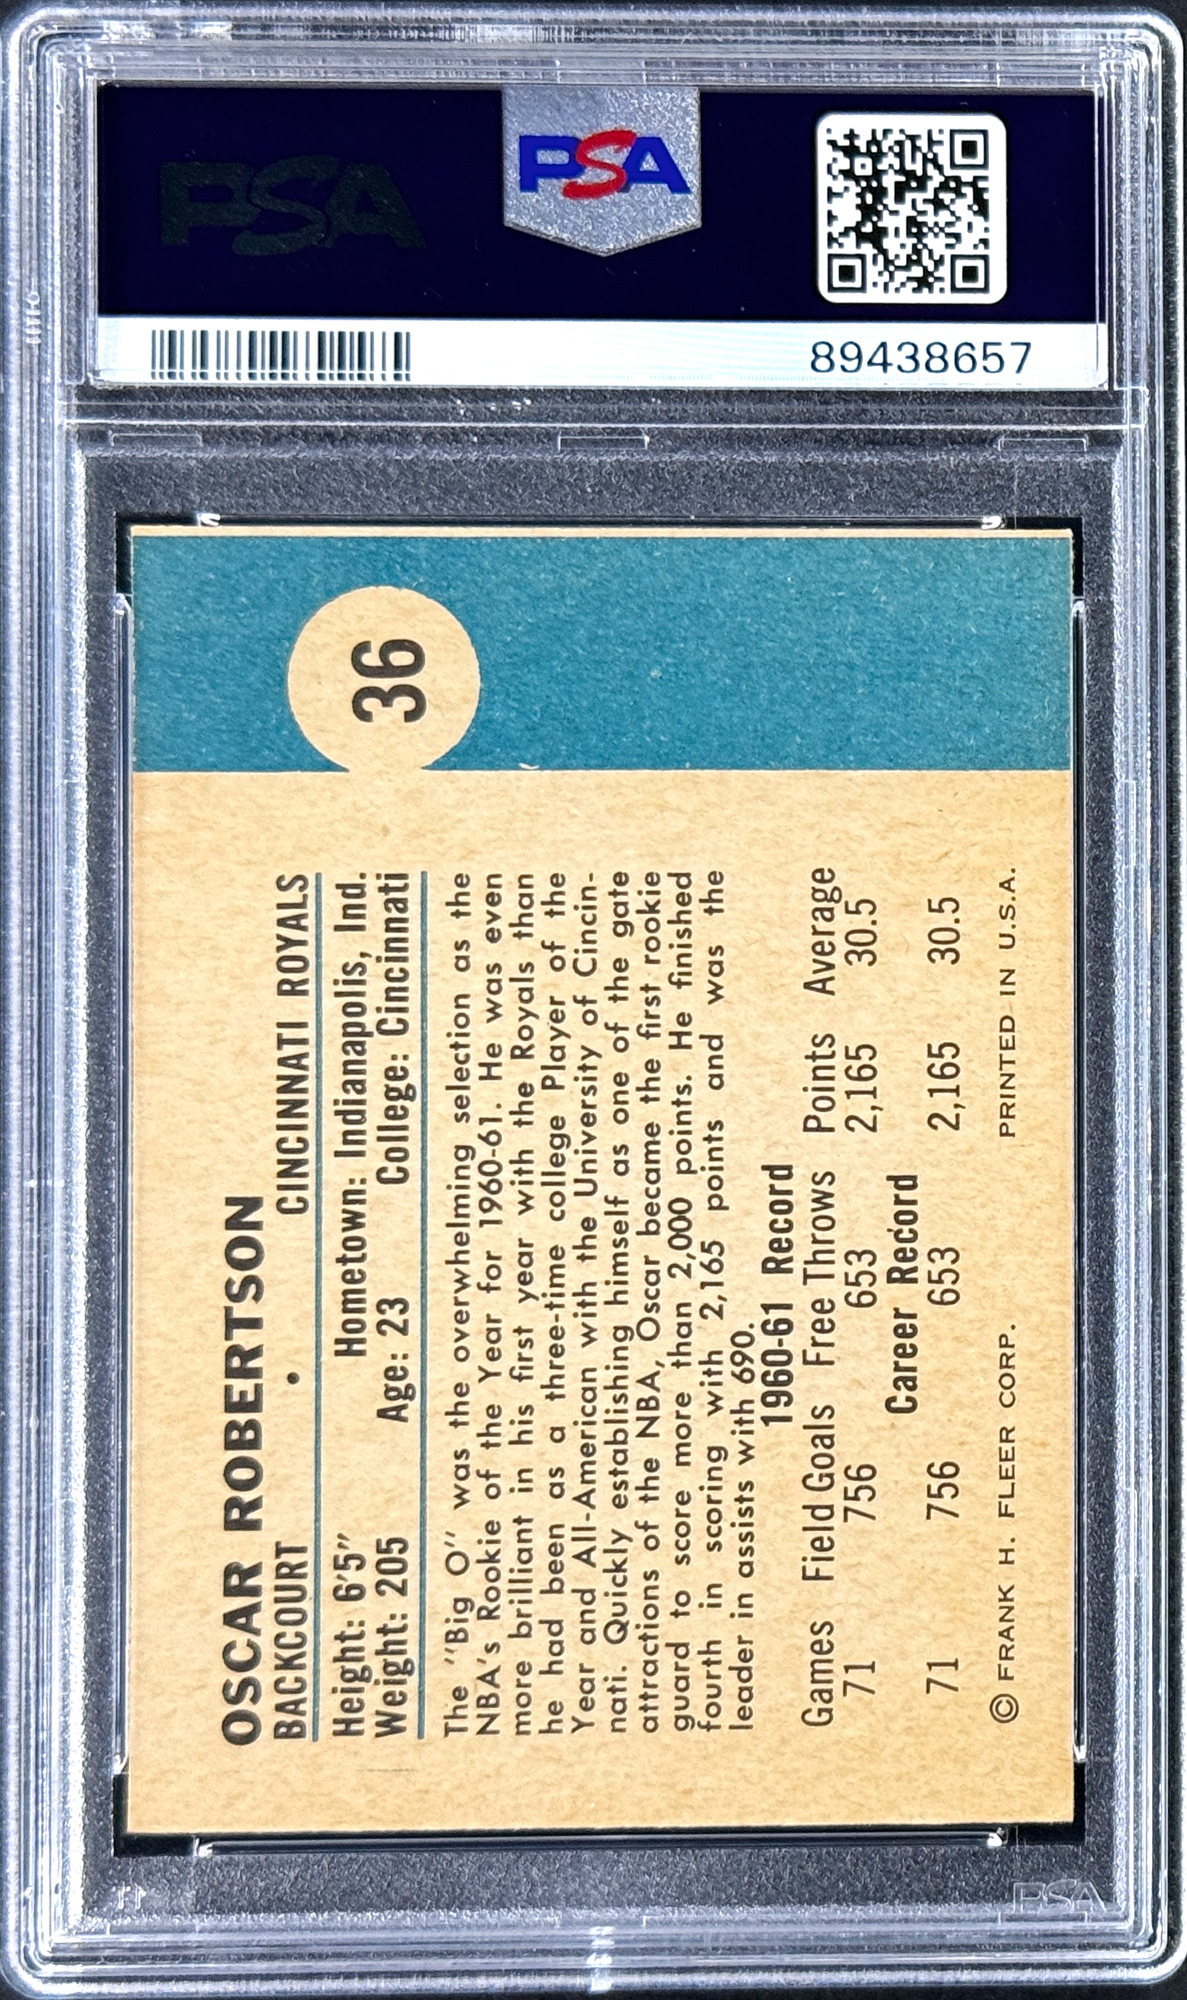 PSA
PSA
89438657
36
OSCAR ROBERTSON
BACKCOURT • CINCINNATI ROYALS
Height: 6'5" Hometown: Indianapolis, Ind.
Weight: 205 Age: 23 College: Cincinnati
The "Big O" was the overwhelming selection as the
NBA's Rookie of the Year for 1960-61. He was even
more brilliant in his first year with the Royals than
he had been as a three-time college Player of the
Year and All-American with the University of Cincin-
nati. Quickly establishing himself as one of the gate
attractions of the NBA, Oscar became the first rookie
guard to score more than 2,000 points. He finished
fourth in scoring with 2,165 points and was the
leader in assists with 690.
1960-61 Record
Games Field Goals Free Throws Points Average
71 756 653 2,165 30.5
Career Record
71 756 653 2,165 30.5
© FRANK H. FLEER CORP. PRINTED IN U.S.A.
PSA